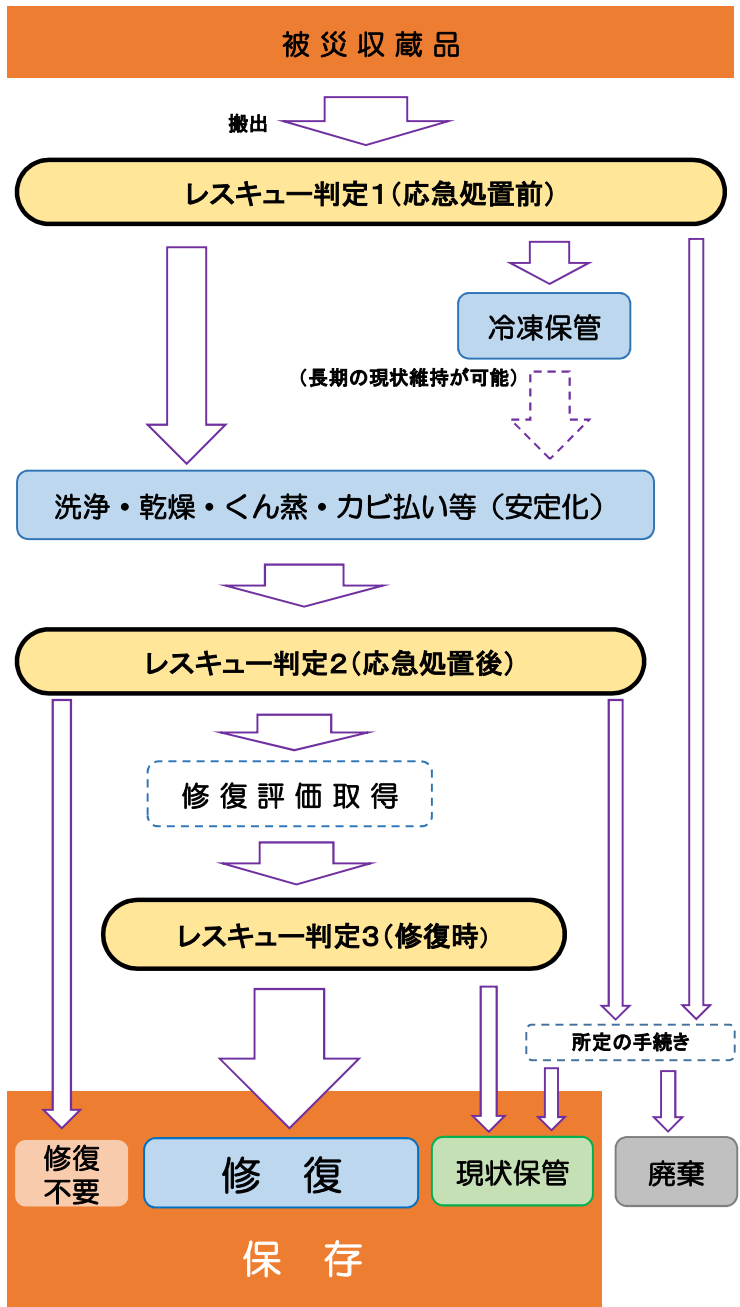 被災収蔵品
搬出
レスキュー判定1（応急処置前）
冷凍保管
（長期の現状維持が可能）
洗浄・乾燥・くん蒸・カビ払い等（安定化）
レスキュー判定2（応急処置後）
修復評価取得
レスキュー判定3（修復時）
所定の手続き
修復
不要
修　復
現状保管
廃棄
保　存